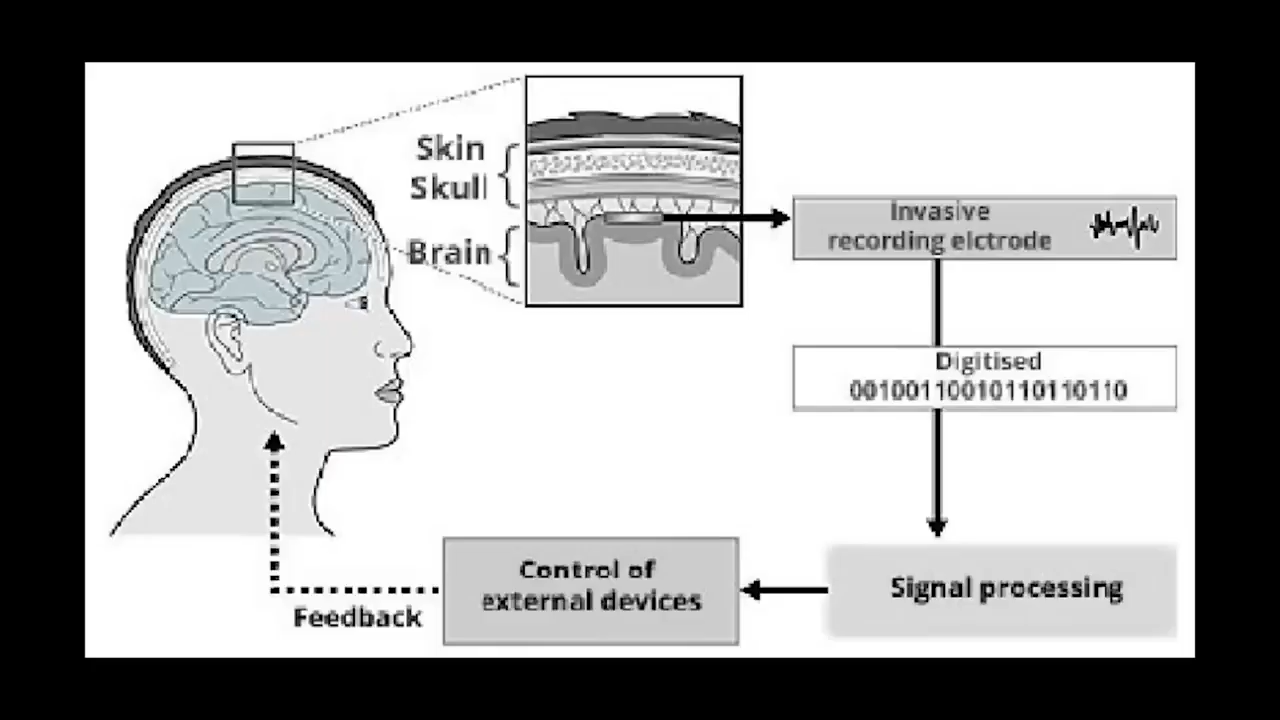 Skin
Skull
Brain
Invasive
recording elctrode
Digitised
00100110010110110110
Signal processing
Control of
external devices
Feedback